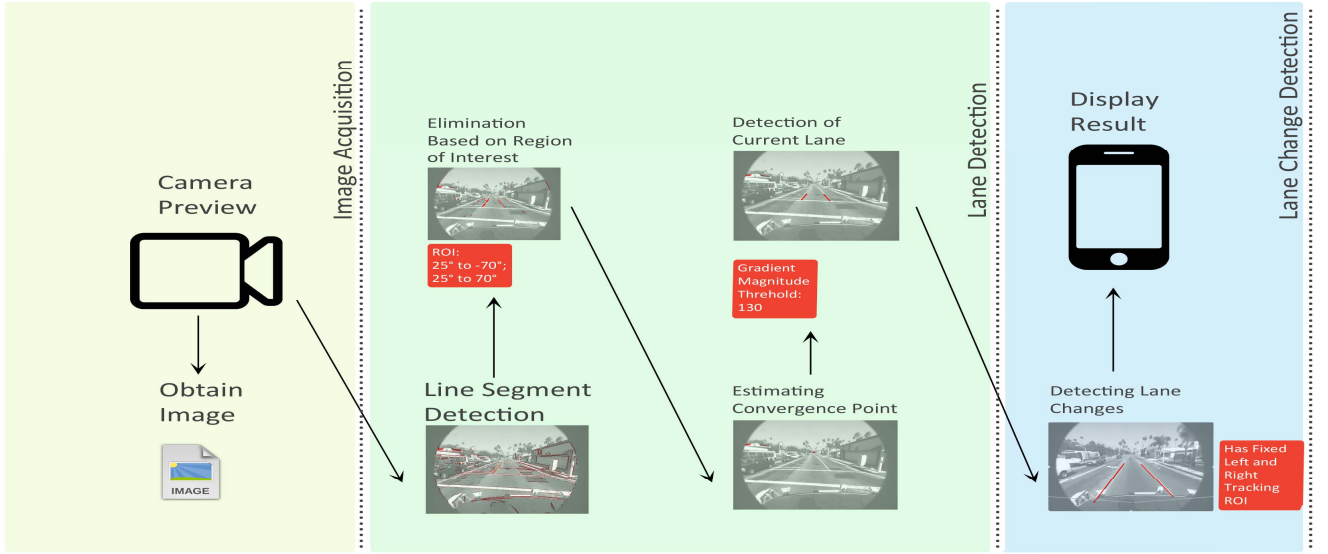 Image Acquisition
Camera
Preview
Obtain
Image
IMAGE
Lane Detection
Elimination
Based on Region
of Interest
ROI:
25° to -70°;
25° to 70°
Line Segment
Detection
Detection of
Current Lane
Gradient
Magnitude
Threhold:
130
Estimating
Convergence Point
Lane Change Detection
Display
Result
Detecting Lane
Changes
Has Fixed
Left and
Right
Tracking
ROI